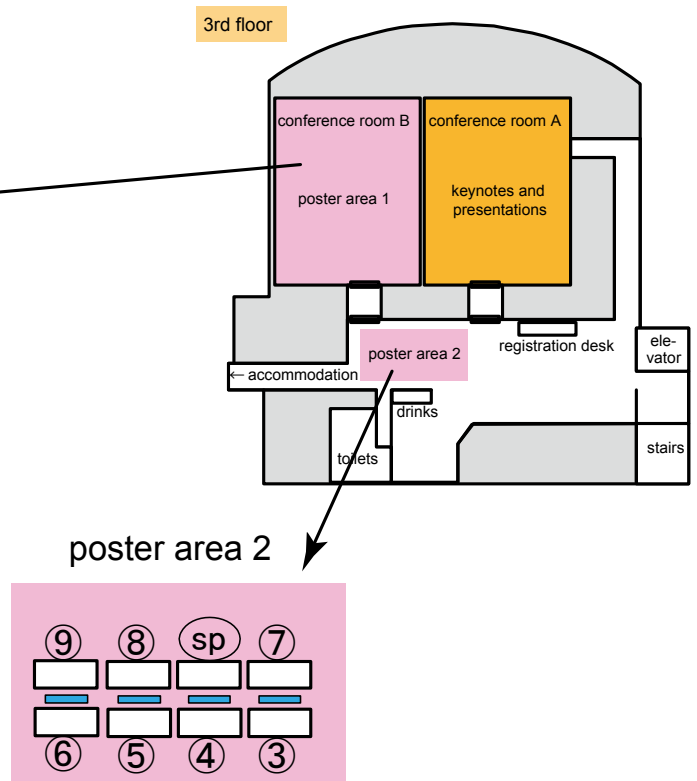 3rd floor
conference room B
conference room A
poster area 1
keynotes and
presentations
registration desk
ele-
vator
poster area 2
← accommodation
drinks
toilets
stairs
poster area 2
9 8 sp 7
6 5 4 3